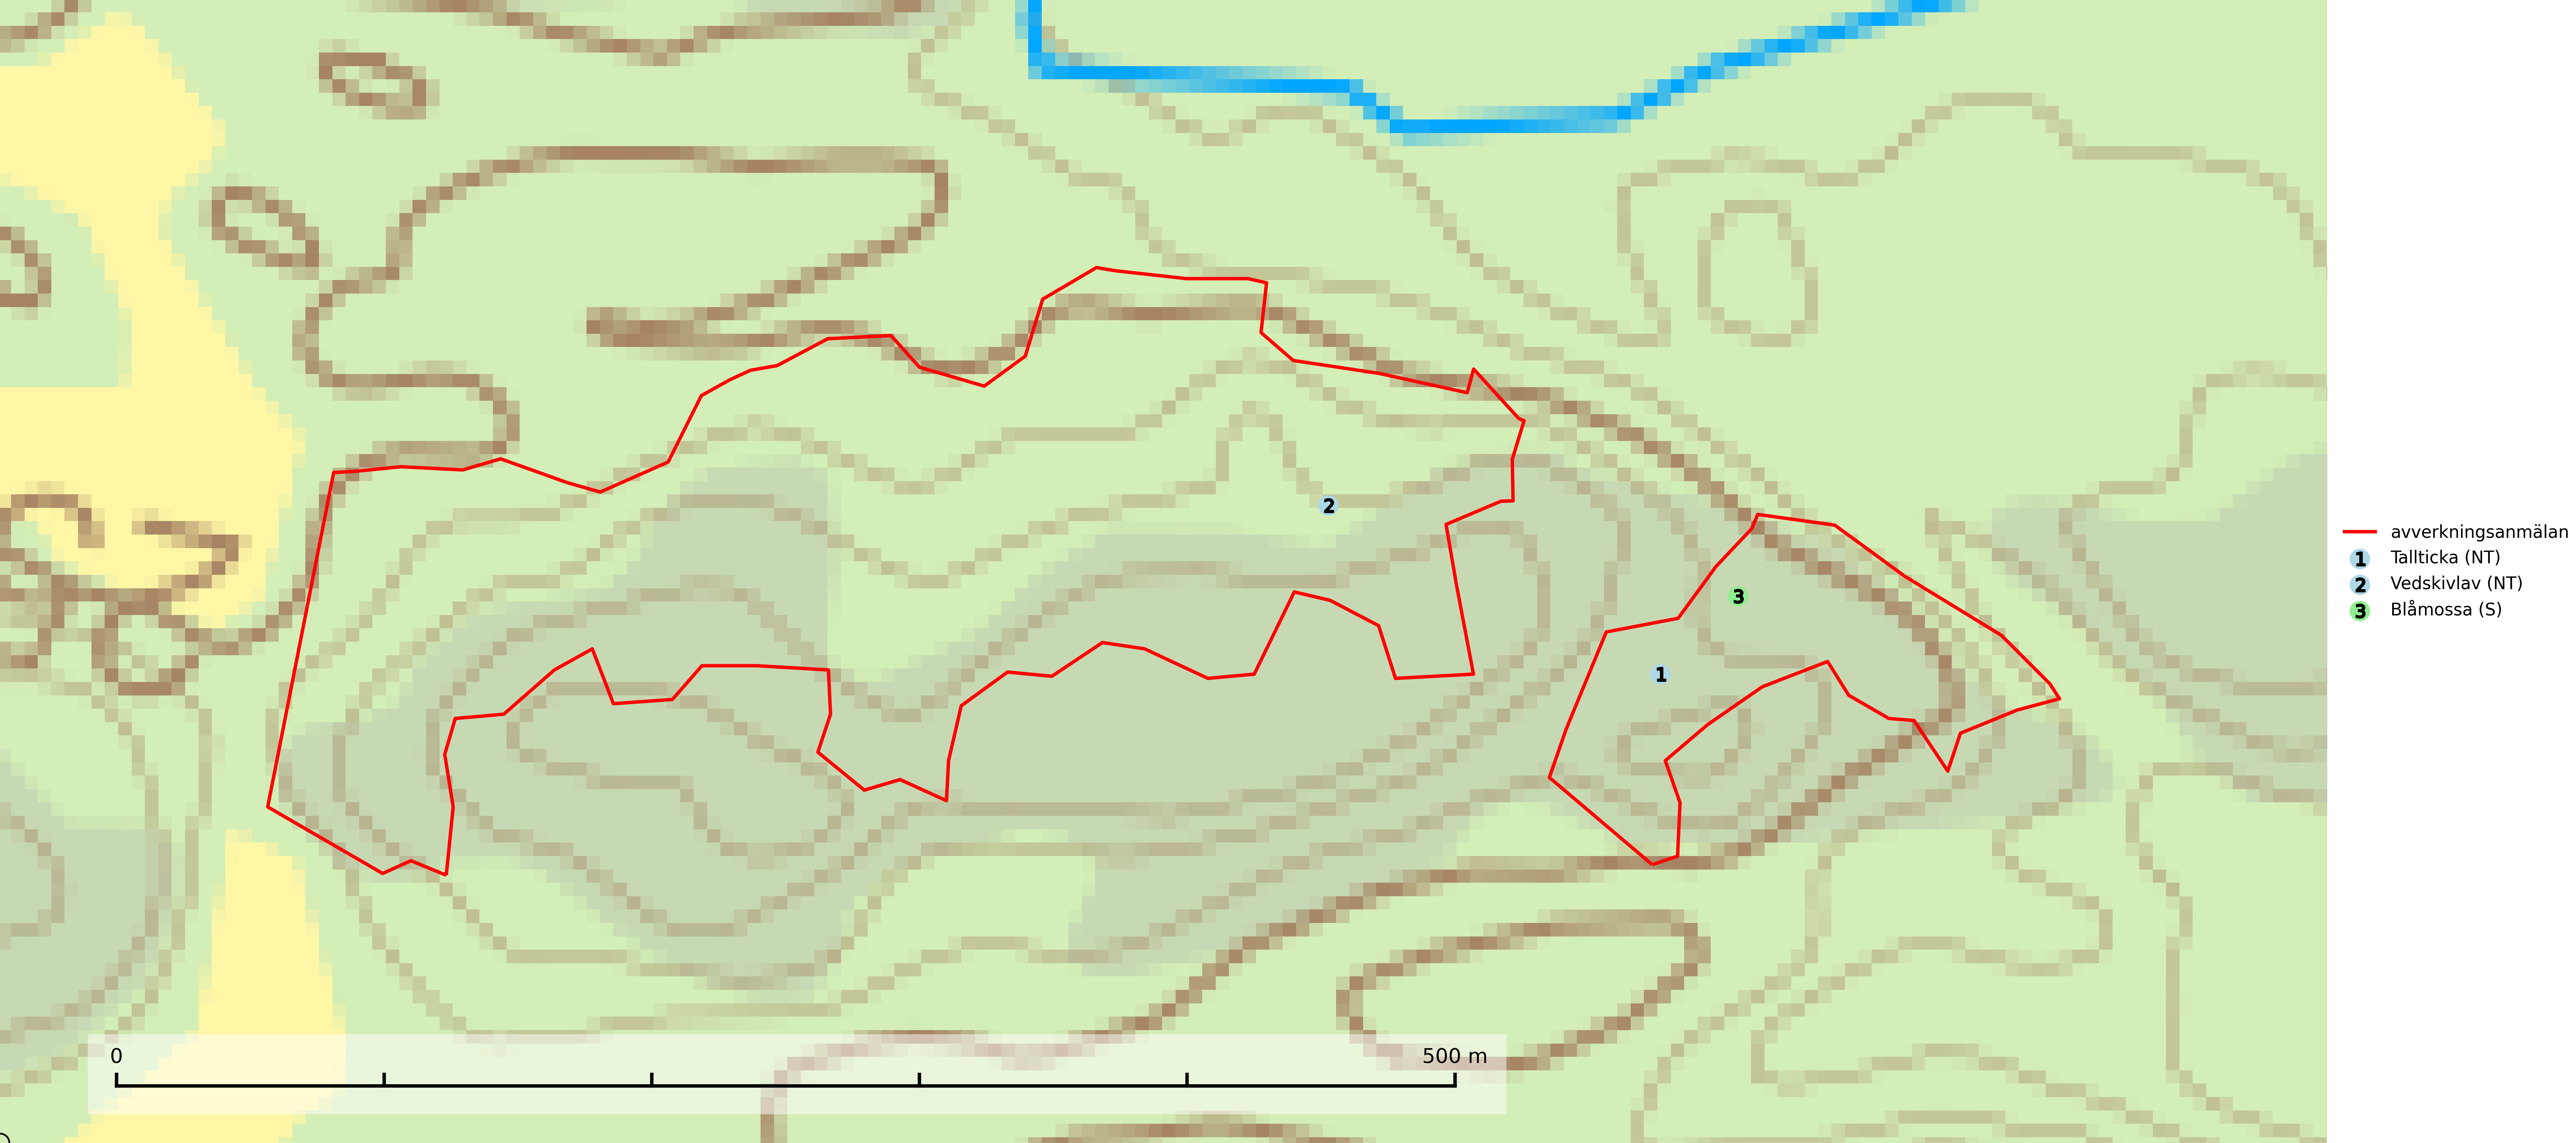 avverkningsanmälan
1 Tallticka (NT)
2 Vedskivlav (NT)
3 Blåmossa (S)
2
3
1
0 500 m